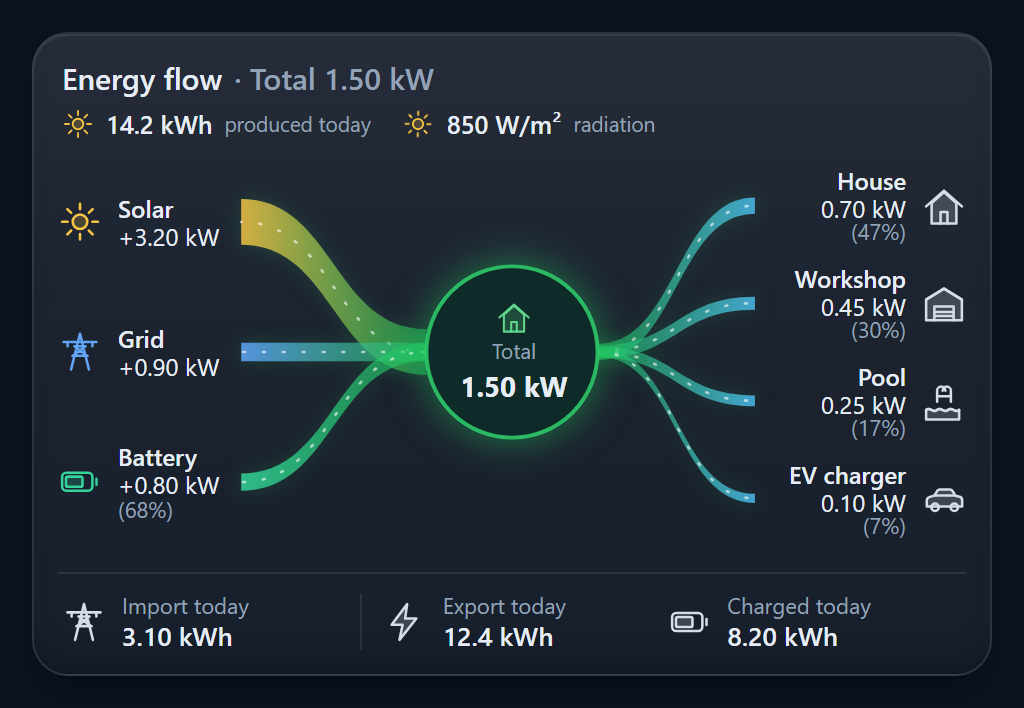 Energy flow · Total 1.50 kW
14.2 kWh produced today 850 W/m² radiation
Solar
+3.20 kW
Grid
+0.90 kW
Battery
+0.80 kW
(68%)
Total
1.50 kW
House
0.70 kW
(47%)
Workshop
0.45 kW
(30%)
Pool
0.25 kW
(17%)
EV charger
0.10 kW
(7%)
Import today
3.10 kWh
Export today
12.4 kWh
Charged today
8.20 kWh